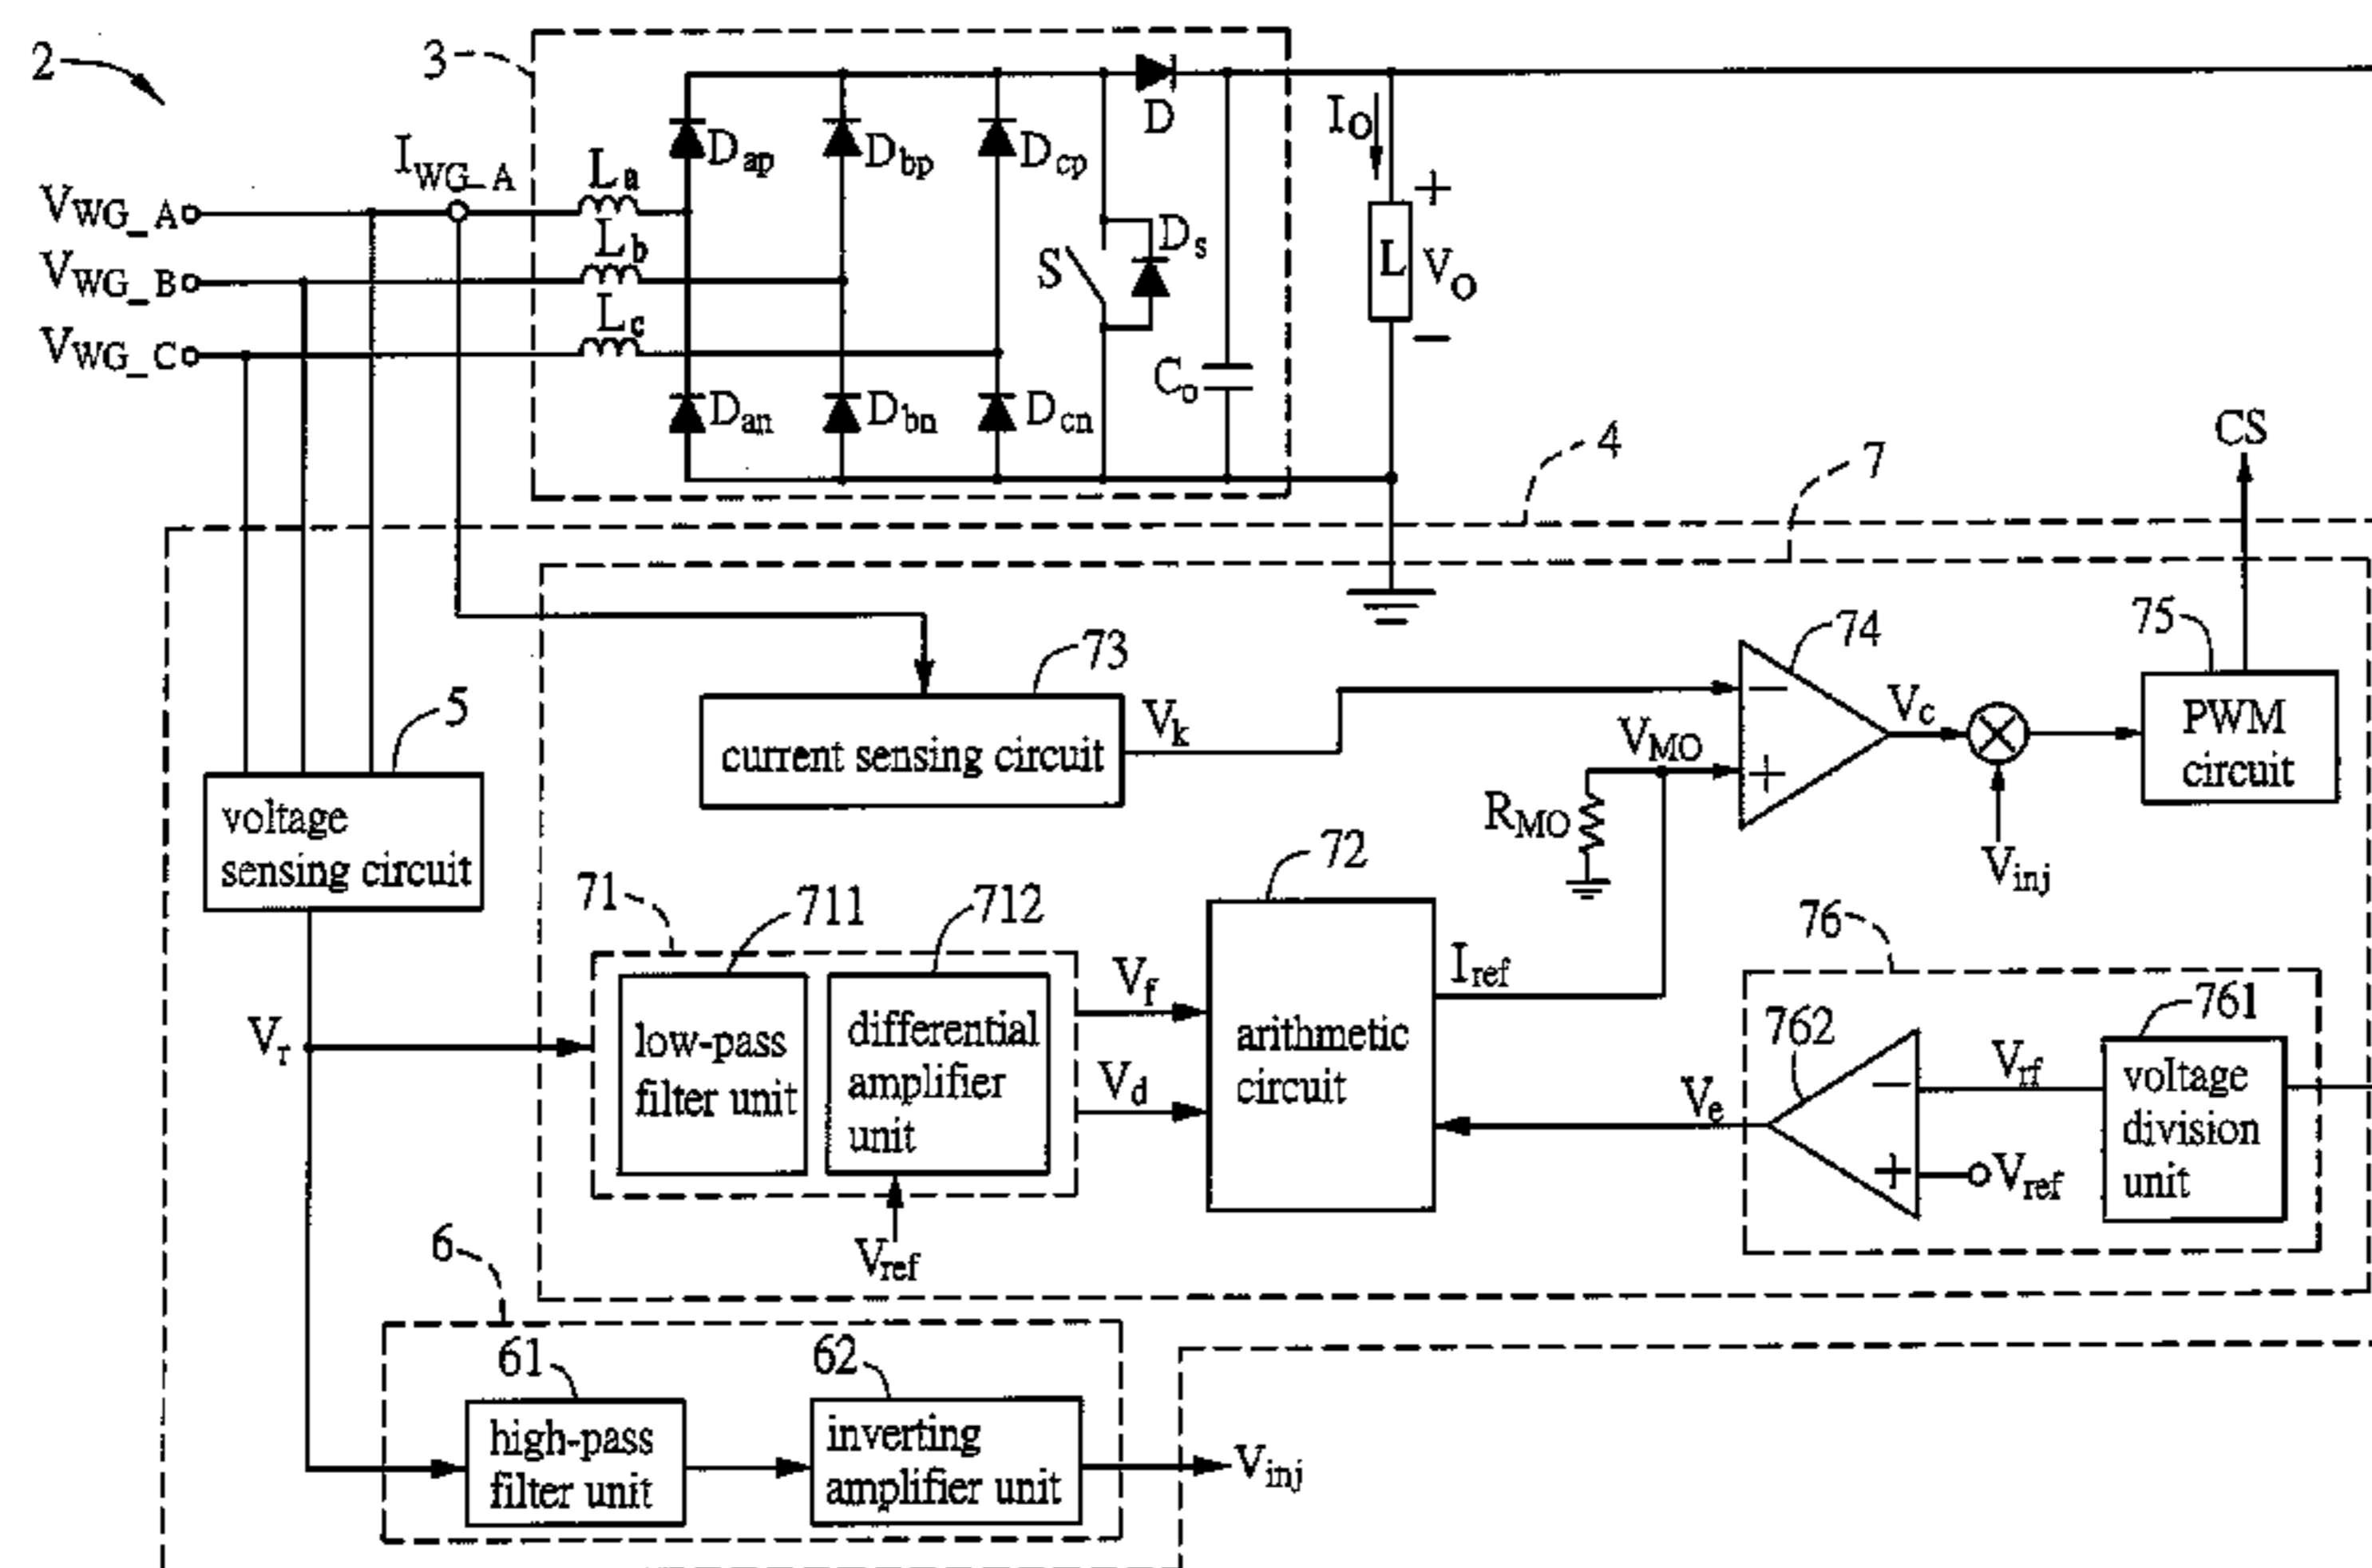 2
3
V_WG_A
I_WG_A
L_a
D_ap
D_bp
D_cp
D
I_O
+
V_WG_B
L_b
S
D_s
L
V_O
V_WG_C
L_c
−
D_an
D_bn
D_cn
C_o
4
7
CS
5
73
74
75
voltage
sensing circuit
current sensing circuit
V_k
V_MO
−
+
V_c
PWM
circuit
R_MO
V_inj
71
711
712
72
76
V_r
low-pass
filter unit
differential
amplifier
unit
V_f
V_d
arithmetic
circuit
I_ref
V_e
762
−
+
V_rf
V_ref
761
voltage
division
unit
V_ref
6
61
62
high-pass
filter unit
inverting
amplifier unit
V_inj